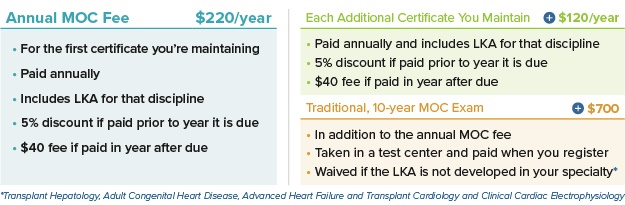 Annual MOC Fee $220/year
• For the first certificate you're maintaining
• Paid annually
• Includes LKA for that discipline
• 5% discount if paid prior to year it is due
• $40 fee if paid in year after due
Each Additional Certificate You Maintain + $120/year
• Paid annually and includes LKA for that discipline
• 5% discount if paid prior to year it is due
• $40 fee if paid in year after due
Traditional, 10-year MOC Exam + $700
• In addition to the annual MOC fee
• Taken in a test center and paid when you register
• Waived if the LKA is not developed in your specialty*
*Transplant Hepatology, Adult Congenital Heart Disease, Advanced Heart Failure and Transplant Cardiology and Clinical Cardiac Electrophysiology